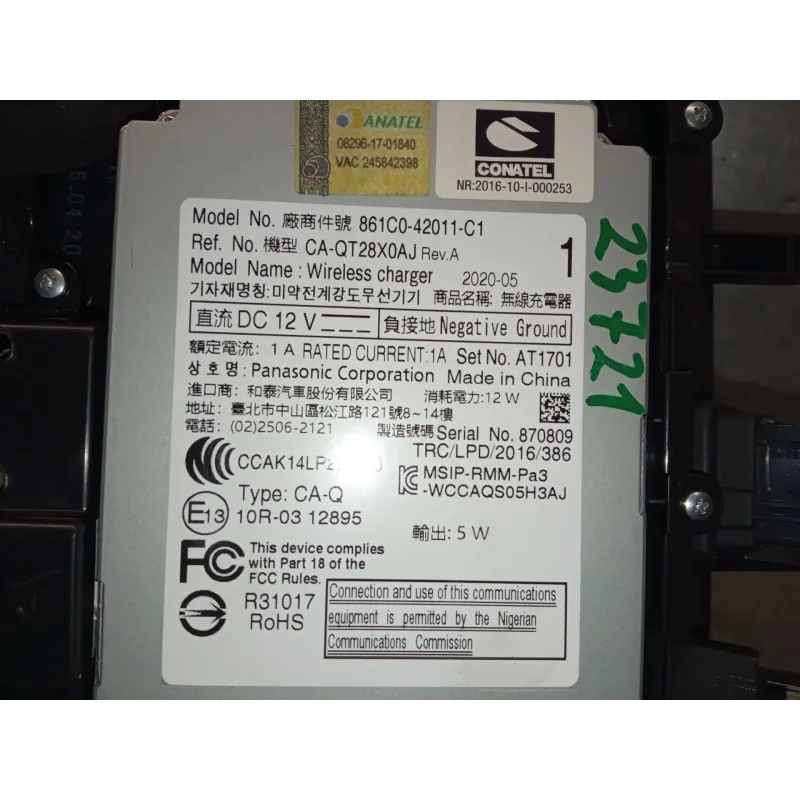 ANATEL
08296-17-01840
VAC 245842398
CONATEL
NR:2016-10-I-000253
6.04 20
Model No. 廠商件號 861C0-42011-C1
Ref. No. 機型 CA-QT28X0AJ Rev.A
1
Model Name : Wireless charger 2020-05
기자재명칭:미약전계강도무선기기 商品名稱: 無線充電器
直流 DC 12 V
負接地 Negative Ground
額定電流: 1 A RATED CURRENT:1A Set No. AT1701
상 호 명 : Panasonic Corporation Made in China
進口商: 和泰汽車股份有限公司 消耗電力:12 W
地址: 臺北市中山區松江路121號8~14樓
電話: (02)2506-2121 製造號碼 Serial No. 870809
TRC/LPD/2016/386
CCAK14LP2
MSIP-RMM-Pa3
-WCCAQS05H3AJ
Type: CA-Q
E13 10R-03 12895
輸出: 5 W
FC
This device complies
with Part 18 of the
FCC Rules.
R31017
RoHS
Connection and use of this communications
equipment is permitted by the Nigerian
Communications Commission
23721